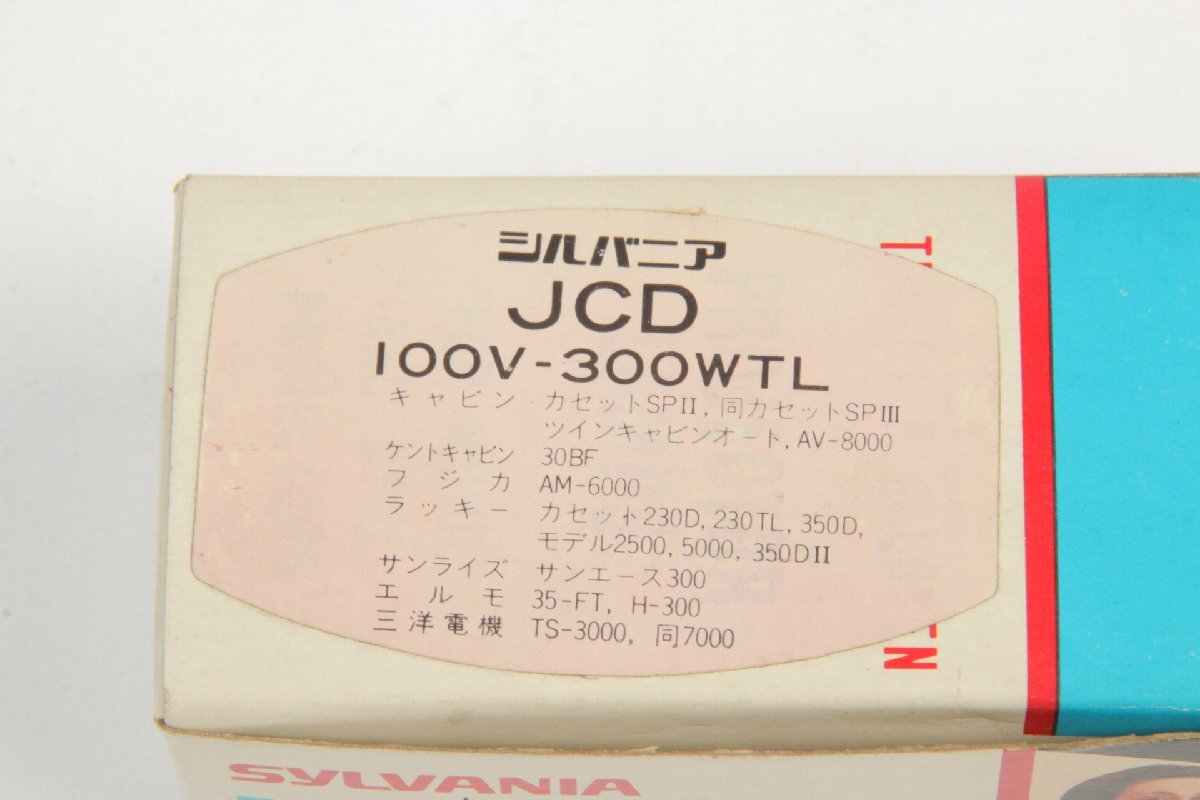 シルバニア
JCD
100V-300WTL
キャビン カセットSPII, 同カセットSPIII
ツインキャビンオート, AV-8000
ケントキャビン 30BF
フジカ AM-6000
ラッキー カセット230D, 230TL, 350D,
モデル2500, 5000, 350DII
サンライズ サンエース300
エルモ 35-FT, H-300
三洋電機 TS-3000, 同7000
SYLVANIA